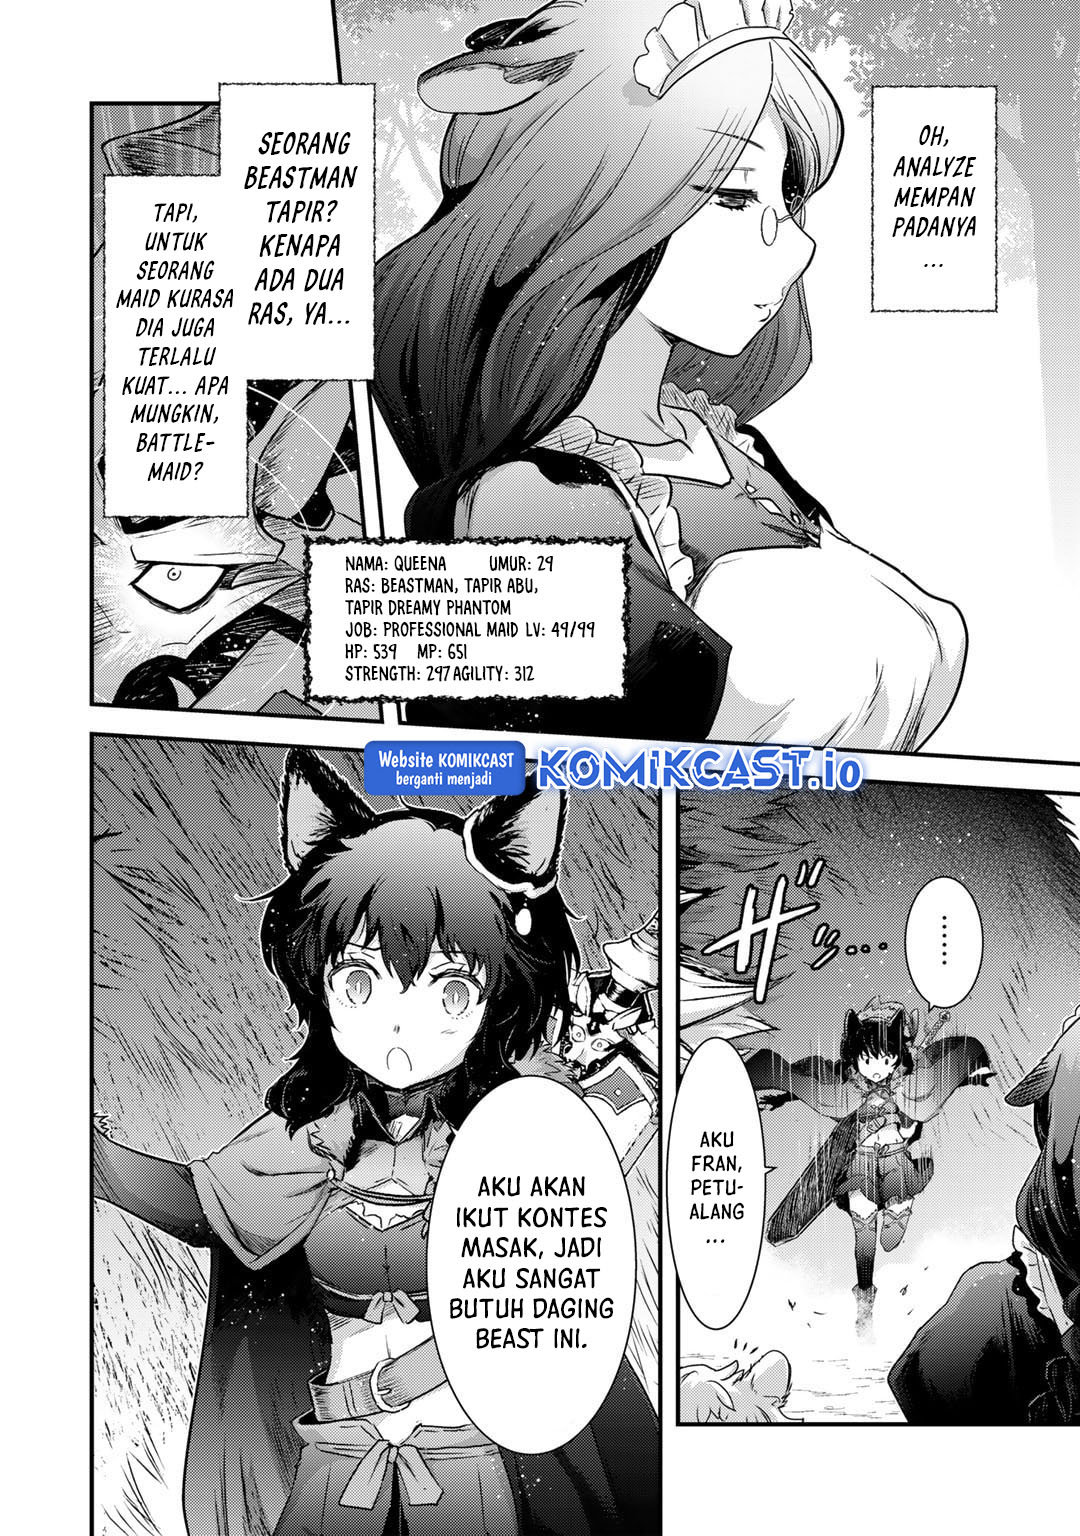 OH,
ANALYZE
MEMPAN
PADANYA
...
SEORANG
BEASTMAN
TAPIR?
KENAPA
ADA DUA
RAS, YA...
TAPI,
UNTUK
SEORANG
MAID KURASA
DIA JUGA
TERLALU
KUAT... APA
MUNGKIN,
BATTLE-
MAID?
NAMA: QUEENA UMUR: 29
RAS: BEASTMAN, TAPIR ABU,
TAPIR DREAMY PHANTOM
JOB: PROFESSIONAL MAID LV: 49/99
HP: 539 MP: 651
STRENGTH: 297 AGILITY: 312
Website KOMIKCAST
berganti menjadi
KOMIKCAST.io
......
ザ...
AKU
FRAN,
PETU-
ALANG
...
AKU AKAN
IKUT KONTES
MASAK, JADI
AKU SANGAT
BUTUH DAGING
BEAST INI.